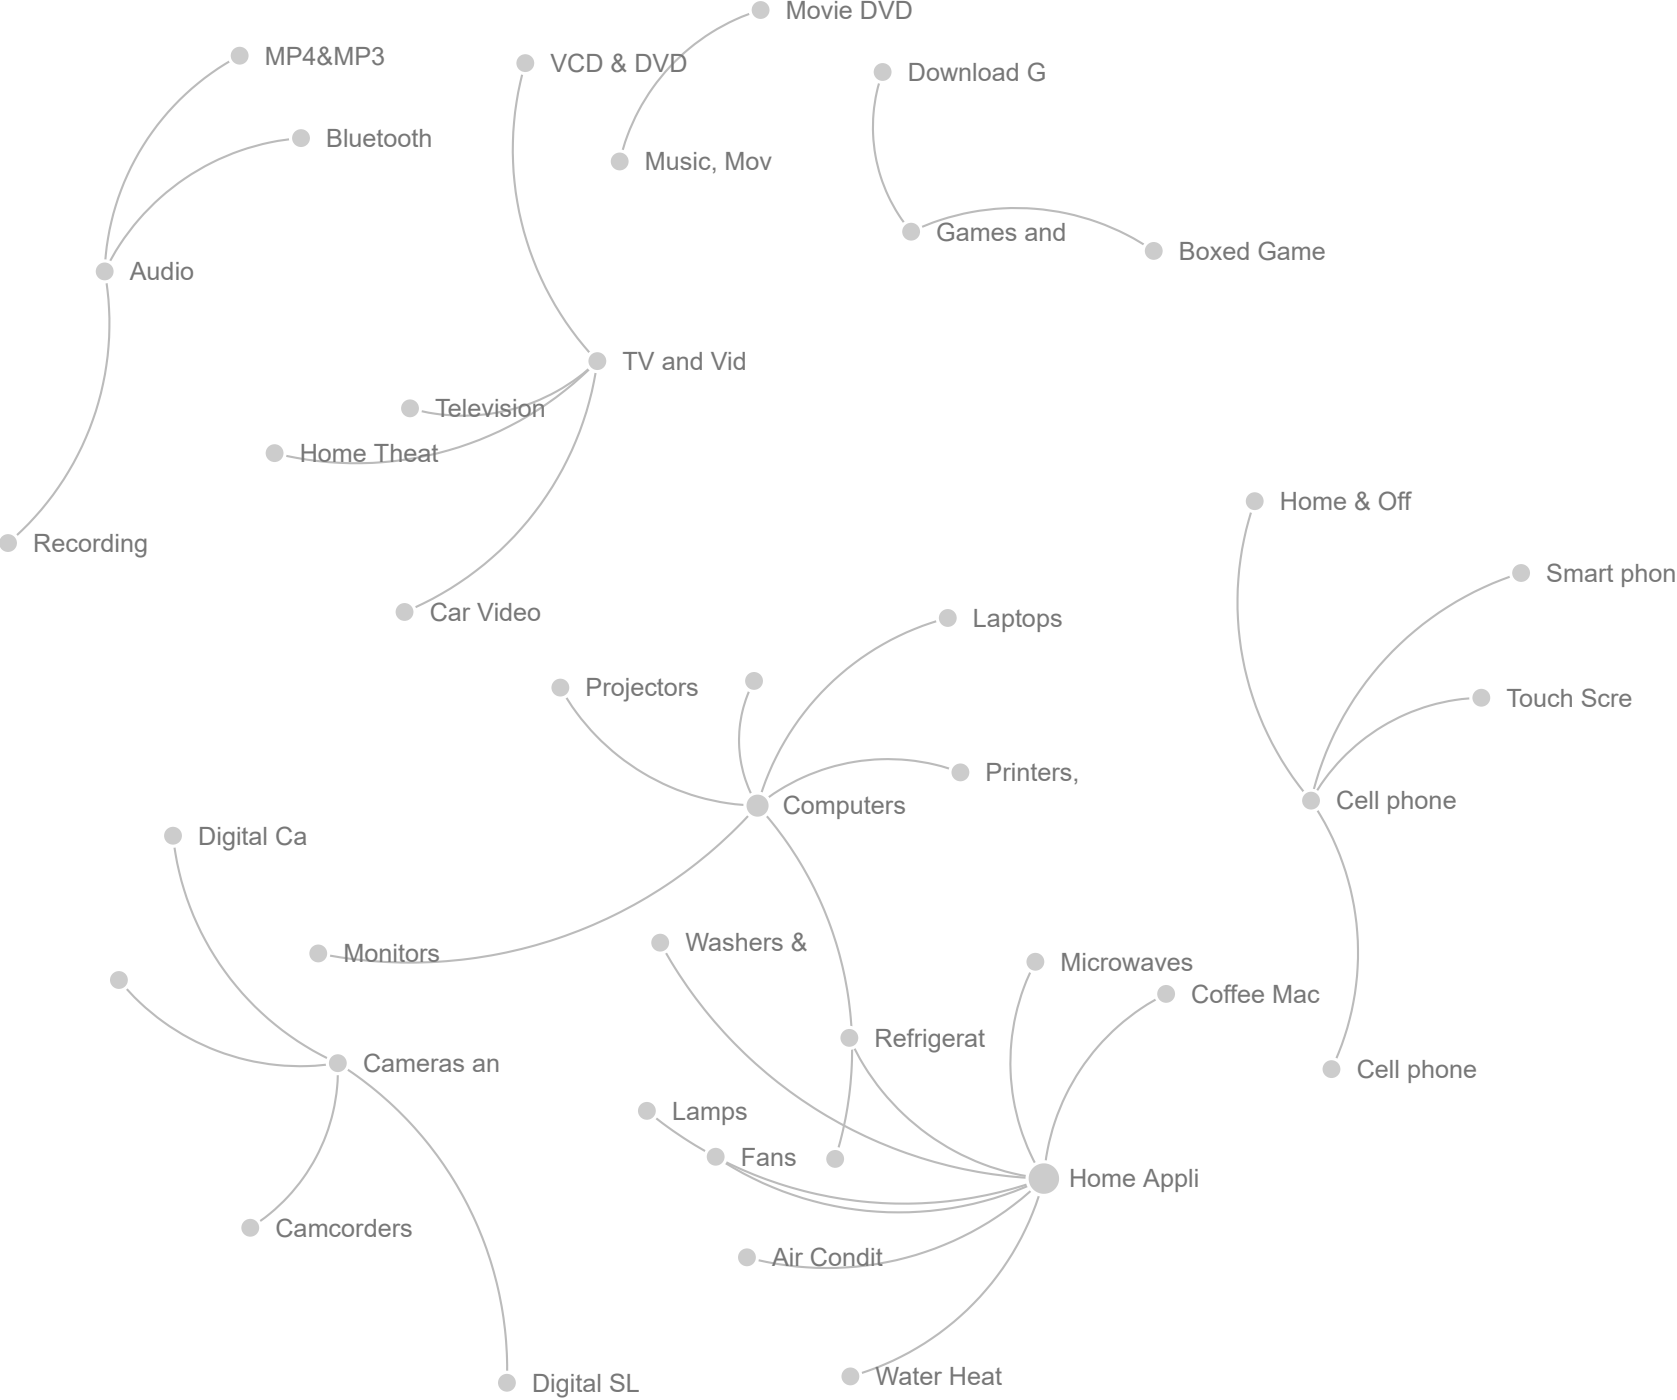 Movie DVD
MP4&MP3
VCD & DVD
Download G
Bluetooth
Music, Mov
Games and
Boxed Game
Audio
TV and Vid
Television
Home Theat
Home & Off
Recording
Smart phon
Car Video
Laptops
Projectors
Touch Scre
Printers,
Computers
Cell phone
Digital Ca
Washers &
Monitors
Microwaves
Coffee Mac
Refrigerat
Cameras an
Cell phone
Lamps
Fans
Home Appli
Camcorders
Air Condit
Water Heat
Digital SL